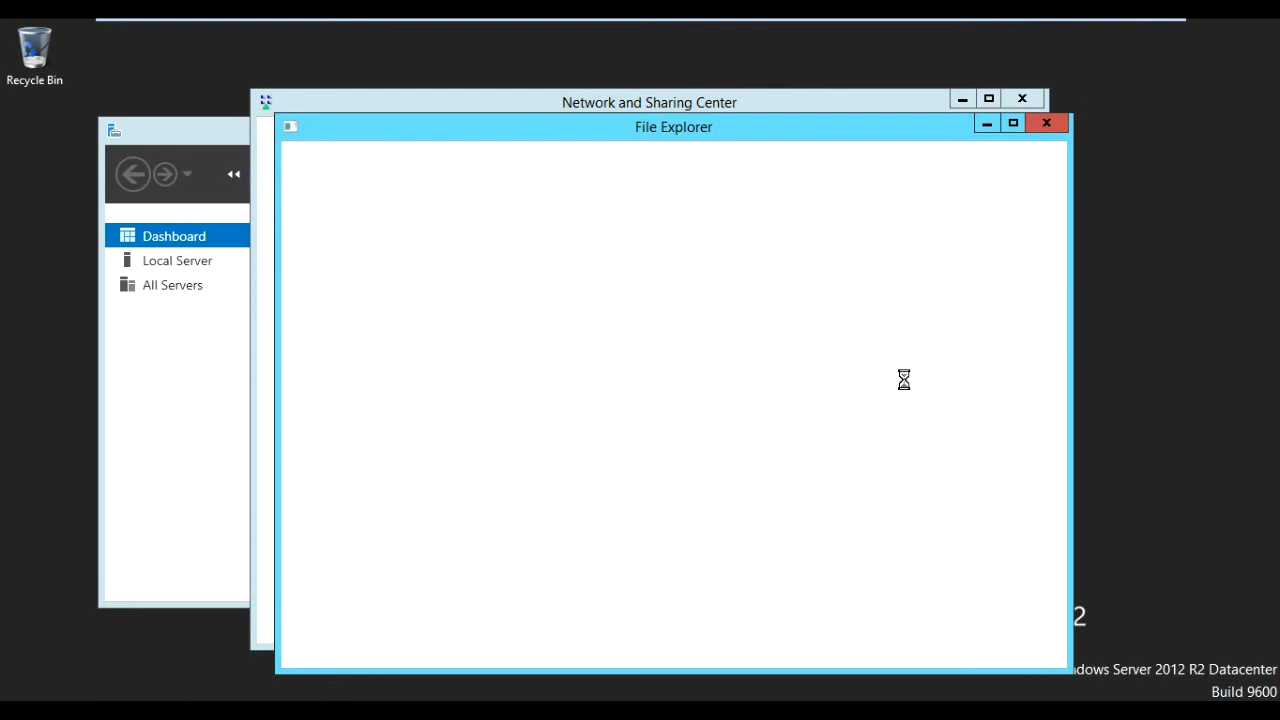 Recycle Bin
Network and Sharing Center
File Explorer
Dashboard
Local Server
All Servers
2
dows Server 2012 R2 Datacenter
Build 9600